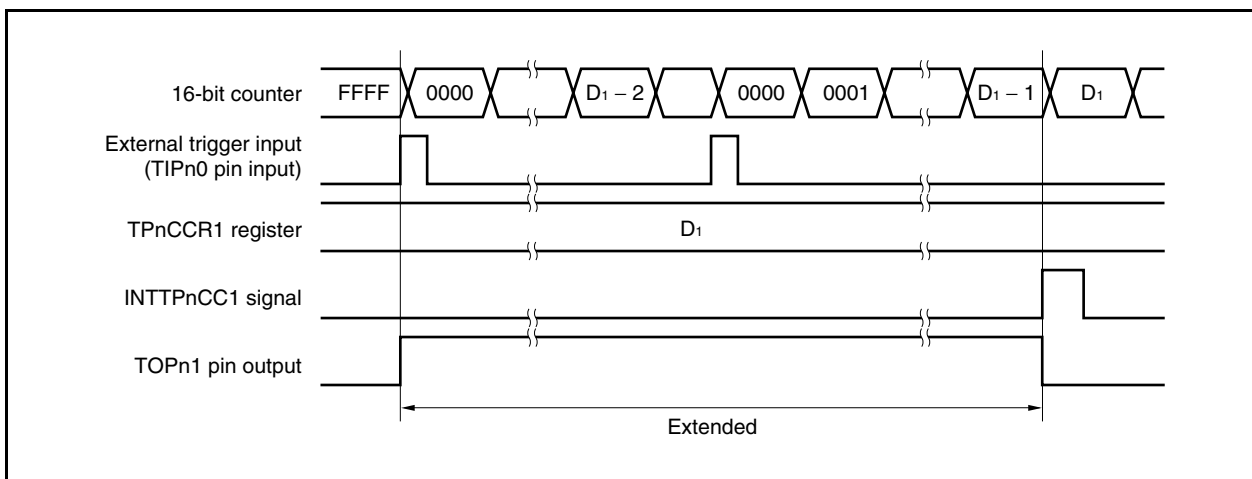 16-bit counter FFFF 0000 D1 − 2 0000 0001 D1 − 1 D1
External trigger input
(TIPn0 pin input)
TPnCCR1 register D1
INTTPnCC1 signal
TOPn1 pin output
Extended